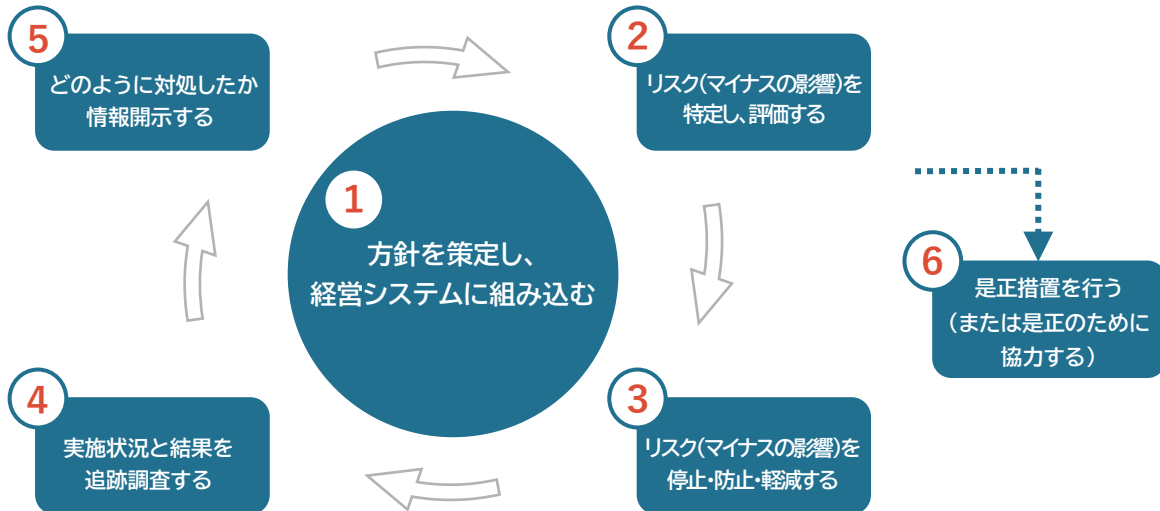 1
方針を策定し、
経営システムに組み込む
2
リスク(マイナスの影響)を
特定し、評価する
3
リスク(マイナスの影響)を
停止・防止・軽減する
4
実施状況と結果を
追跡調査する
5
どのように対処したか
情報開示する
6
是正措置を行う
(または是正のために
協力する)